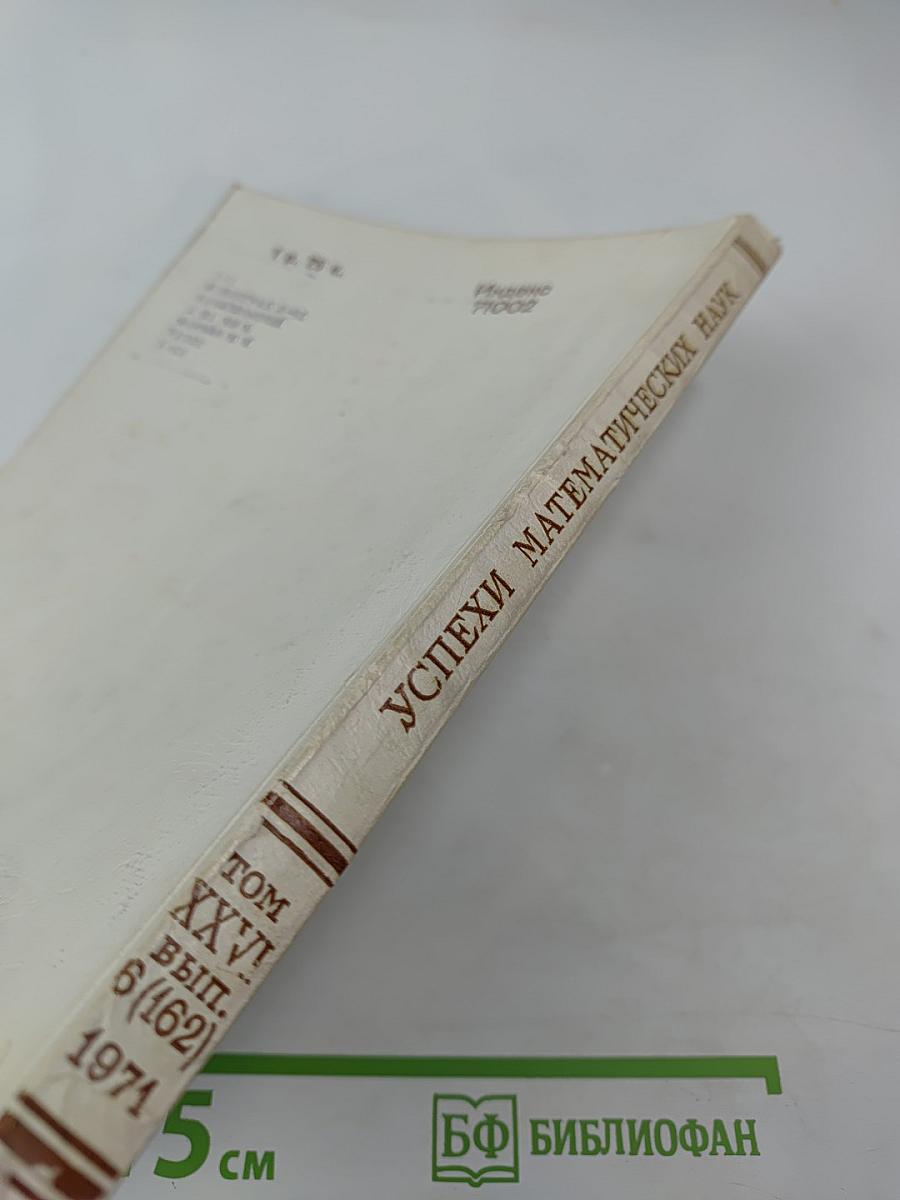 Индекс
71002
УСПЕХИ МАТЕМАТИЧЕСКИХ НАУК
ТОМ
XXVI
ВЫП.
6(162)
1971
5 см
БФ БИБЛИОФАН